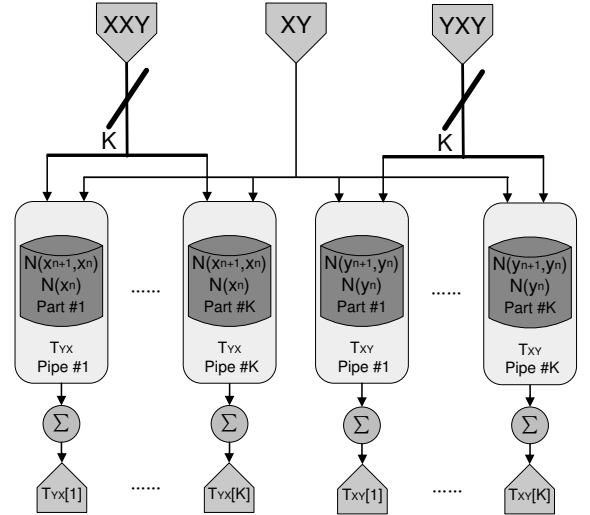 XXY XY YXY
K K
N(xn+1,xn) N(xn+1,xn) N(yn+1,yn) N(yn+1,yn)
N(xn) N(xn) N(yn) N(yn)
Part #1 ...... Part #K Part #1 ...... Part #K
TYX TYX TXY TXY
Pipe #1 Pipe #K Pipe #1 Pipe #K
Σ Σ Σ Σ
TYX[1] ...... TYX[K] TXY[1] ...... TXY[K]